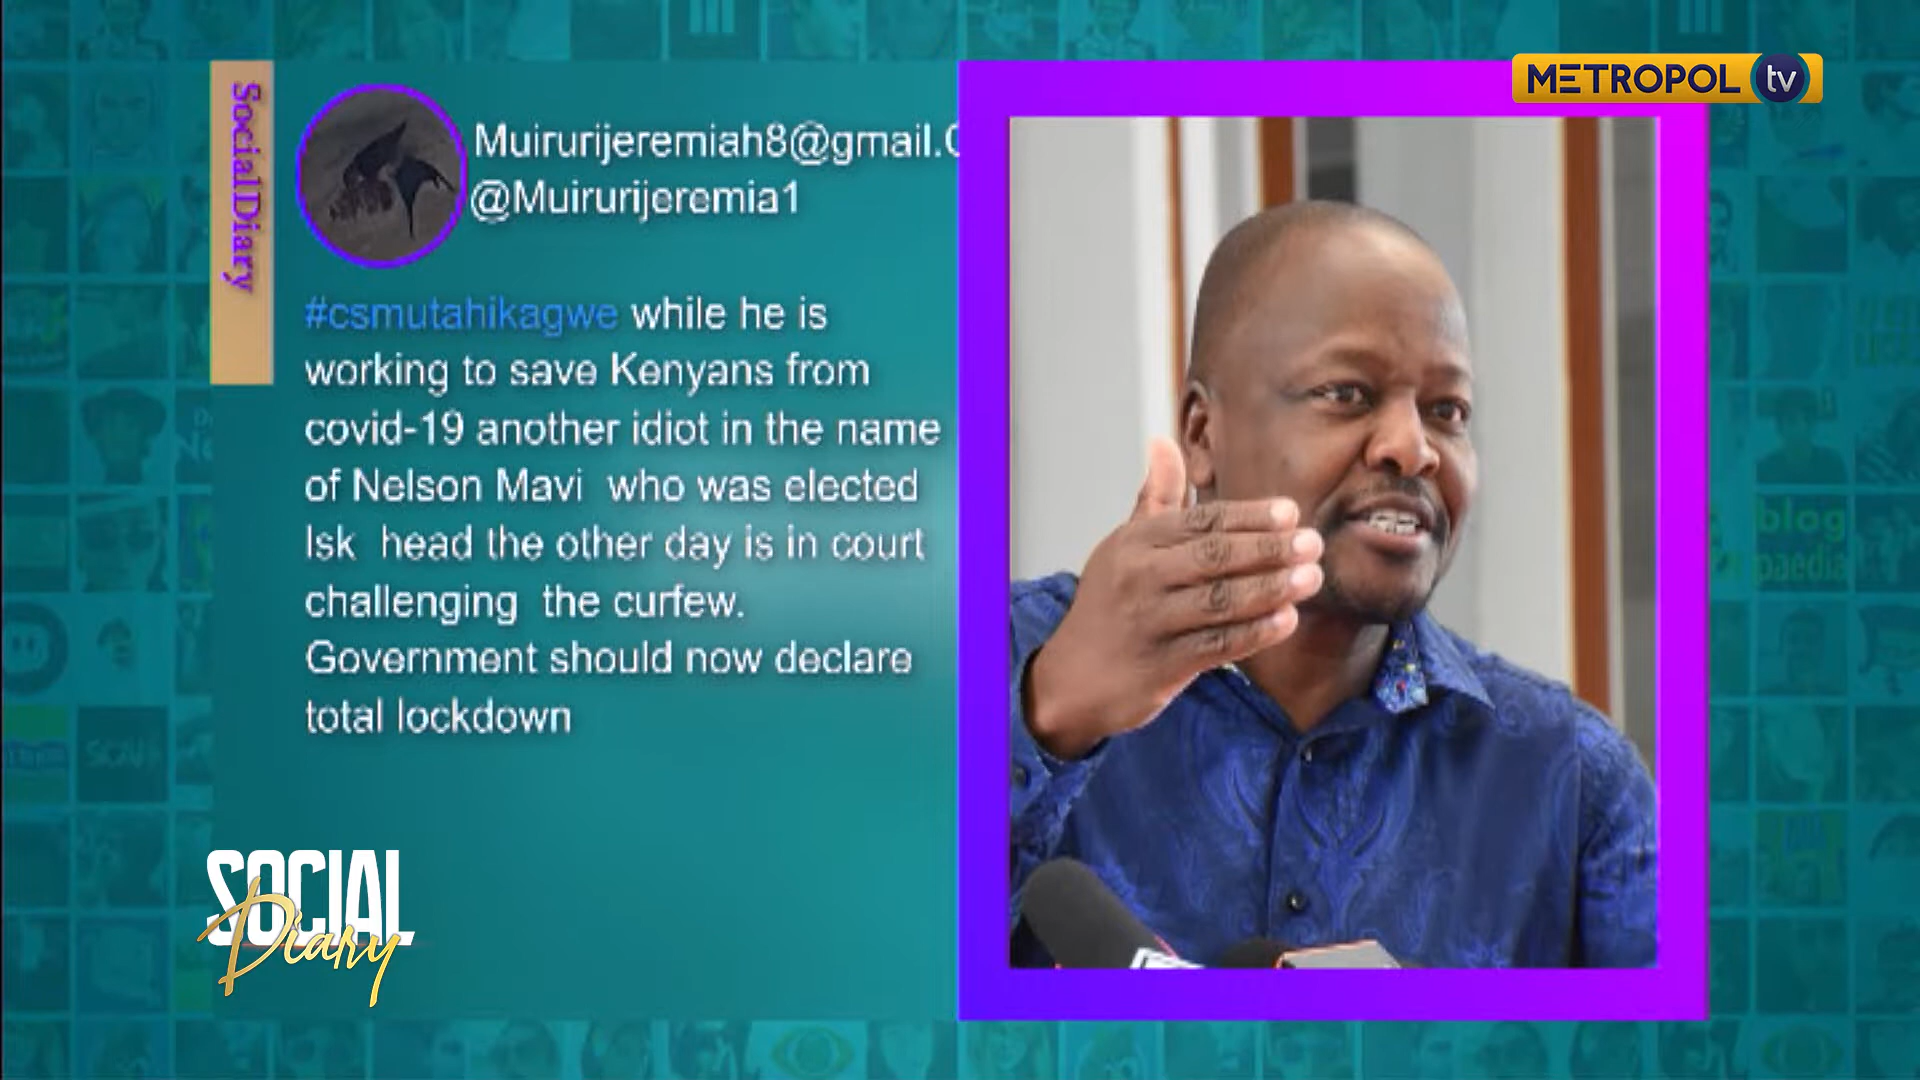 METROPOL tv
SocialDiary
Muirurijeremiah8@gmail.
@Muirurijeremia1
#csmutahikagwe while he is
working to save Kenyans from
covid-19 another idiot in the name
of Nelson Mavi who was elected
Isk head the other day is in court
challenging the curfew.
Government should now declare
total lockdown
blog
paedia
SOCIAL
Diary